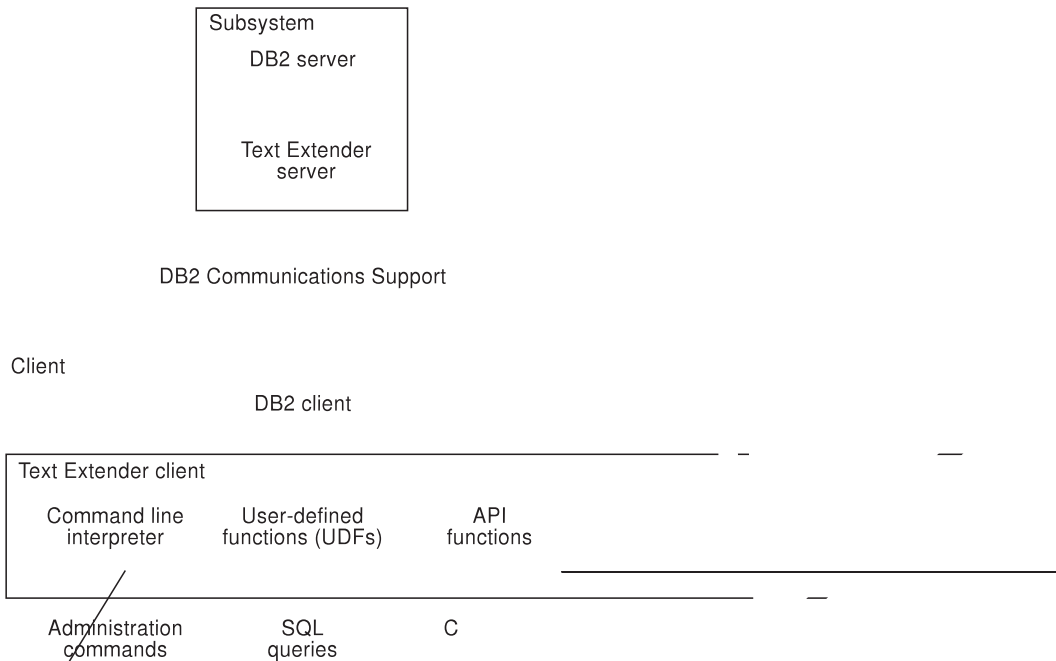 Subsystem
DB2 server
Text Extender
server
DB2 Communications Support
Client
DB2 client
Text Extender client
Command line
interpreter
User-defined
functions (UDFs)
API
functions
Administration
commands
SQL
queries
C